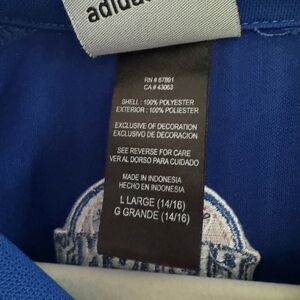 adidas
RN # 67891
CA # 43063
SHELL : 100% POLYESTER
EXTERIOR : 100% POLIESTER
EXCLUSIVE OF DECORATION
EXCLUSIVO DE DECORACION
SEE REVERSE FOR CARE
VER AL DORSO PARA CUIDADO
MADE IN INDONESIA
HECHO EN INDONESIA
L LARGE (14/16)
G GRANDE (14/16)